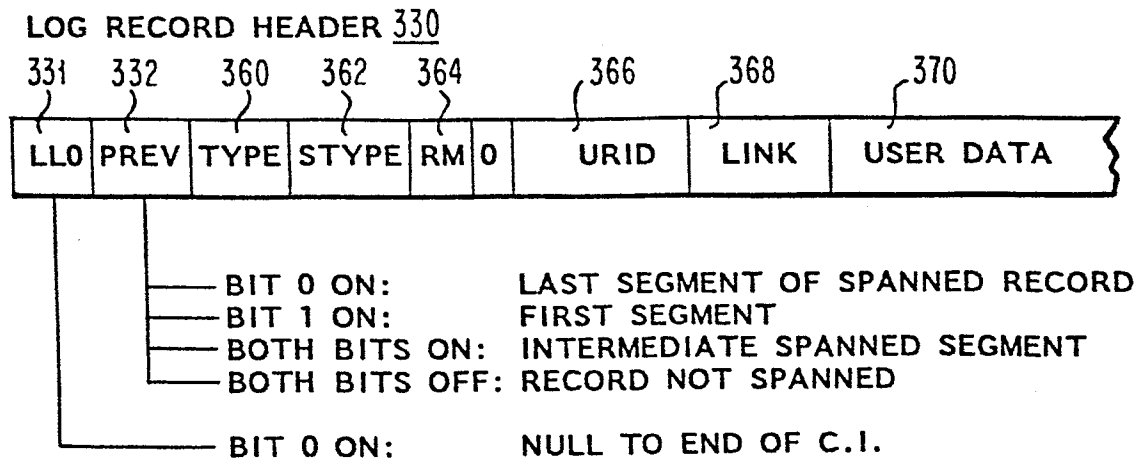 LOG RECORD HEADER 330
331 332 360 362 364 366 368 370
LL0 PREV TYPE STYPE RM 0 URID LINK USER DATA
BIT 0 ON: LAST SEGMENT OF SPANNED RECORD
BIT 1 ON: FIRST SEGMENT
BOTH BITS ON: INTERMEDIATE SPANNED SEGMENT
BOTH BITS OFF: RECORD NOT SPANNED
BIT 0 ON: NULL TO END OF C.I.